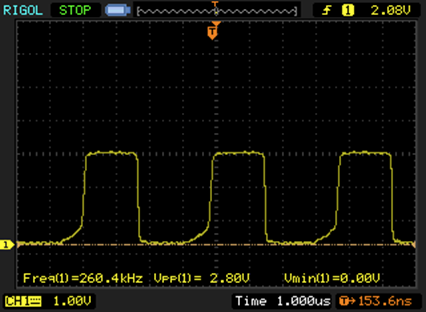 RIGOL STOP T 1 2.08V
T
1
Freq(1)=260.4kHz Vpp(1)= 2.80V Vmin(1)=0.00V
CH1 1.00V Time 1.000us T→153.6ns